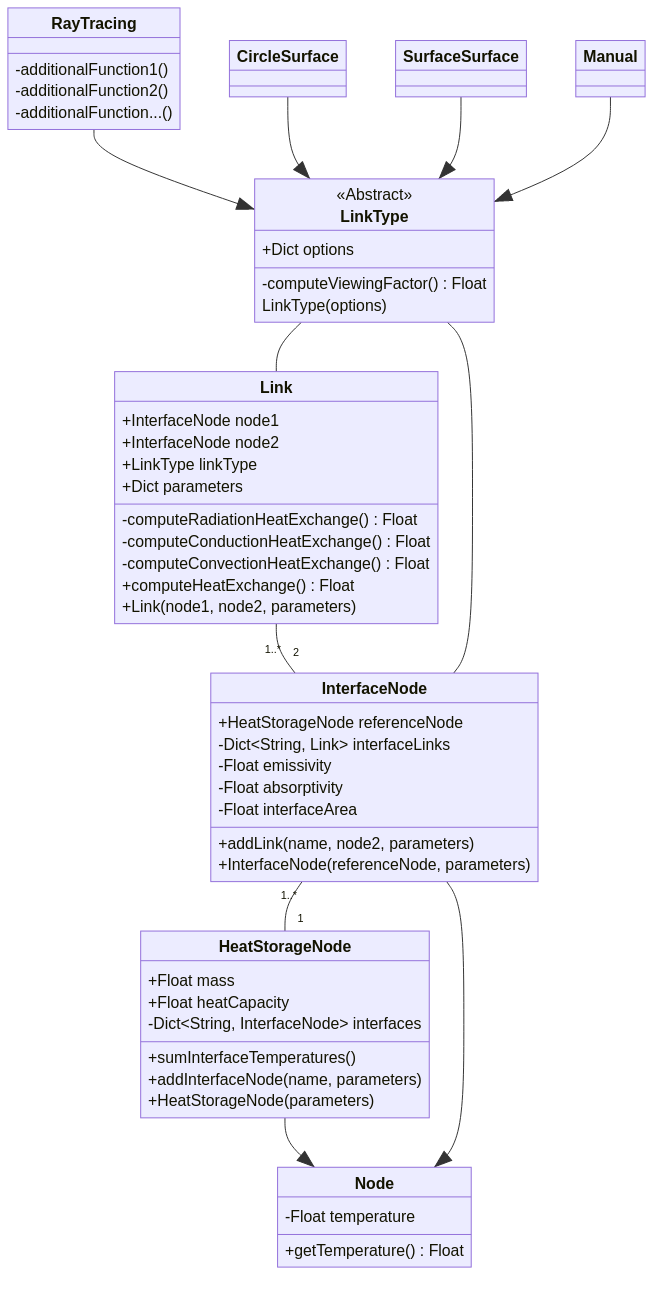 RayTracing
-additionalFunction1()
-additionalFunction2()
-additionalFunction...()
CircleSurface
SurfaceSurface
Manual
«Abstract»
LinkType
+Dict options
-computeViewingFactor() : Float
LinkType(options)
Link
+InterfaceNode node1
+InterfaceNode node2
+LinkType linkType
+Dict parameters
-computeRadiationHeatExchange() : Float
-computeConductionHeatExchange() : Float
-computeConvectionHeatExchange() : Float
+computeHeatExchange() : Float
+Link(node1, node2, parameters)
1..*
2
InterfaceNode
+HeatStorageNode referenceNode
-Dict<String, Link> interfaceLinks
-Float emissivity
-Float absorptivity
-Float interfaceArea
+addLink(name, node2, parameters)
+InterfaceNode(referenceNode, parameters)
1..*
1
HeatStorageNode
+Float mass
+Float heatCapacity
-Dict<String, InterfaceNode> interfaces
+sumInterfaceTemperatures()
+addInterfaceNode(name, parameters)
+HeatStorageNode(parameters)
Node
-Float temperature
+getTemperature() : Float